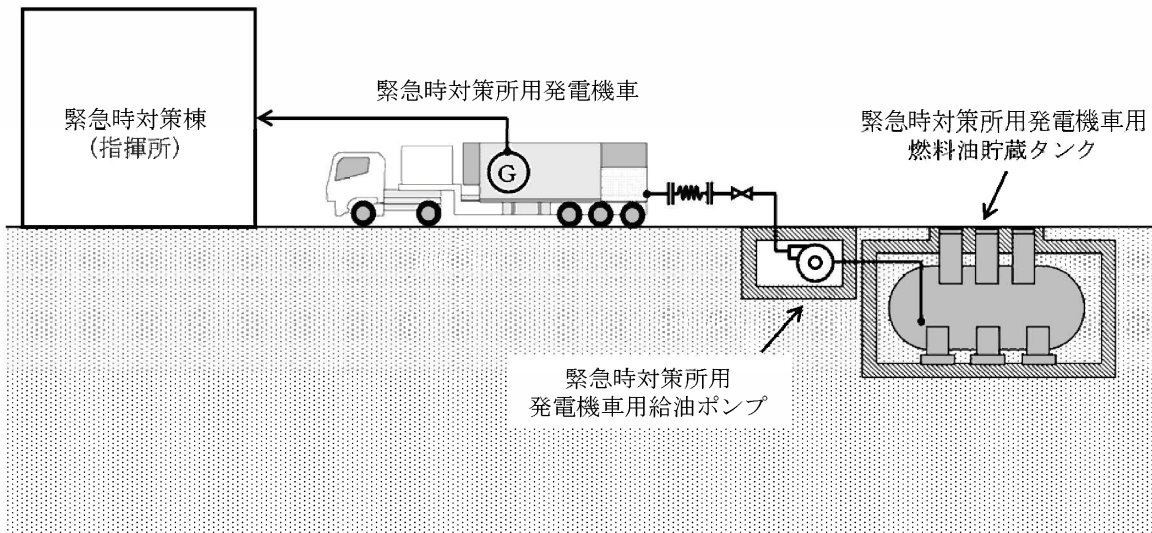 緊急時対策棟
(指揮所)
緊急時対策所用発電機車
G
緊急時対策所用発電機車用
燃料油貯蔵タンク
緊急時対策所用
発電機車用給油ポンプ